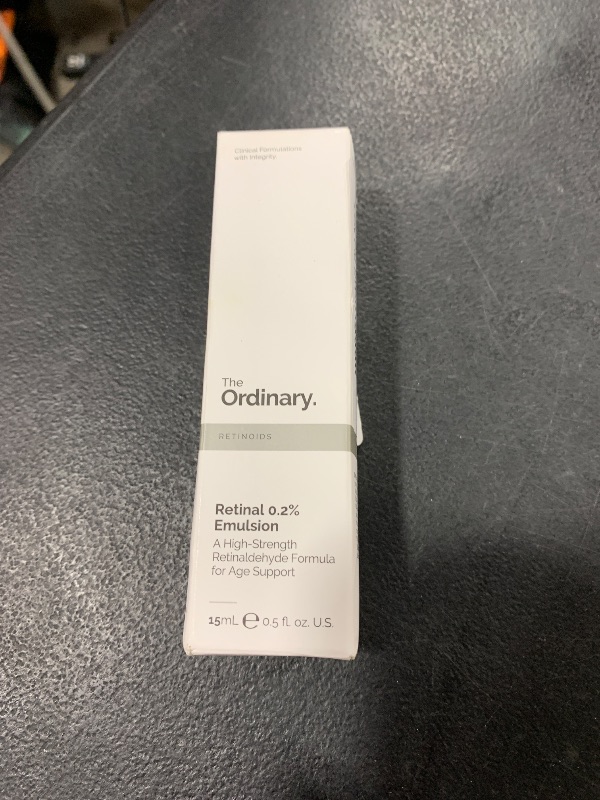 Clinical Formulations
with Integrity.
The
Ordinary.
RETINOIDS
Retinal 0.2%
Emulsion
A High-Strength
Retinaldehyde Formula
for Age Support
15mL ℮ 0.5 fl. oz. U.S.